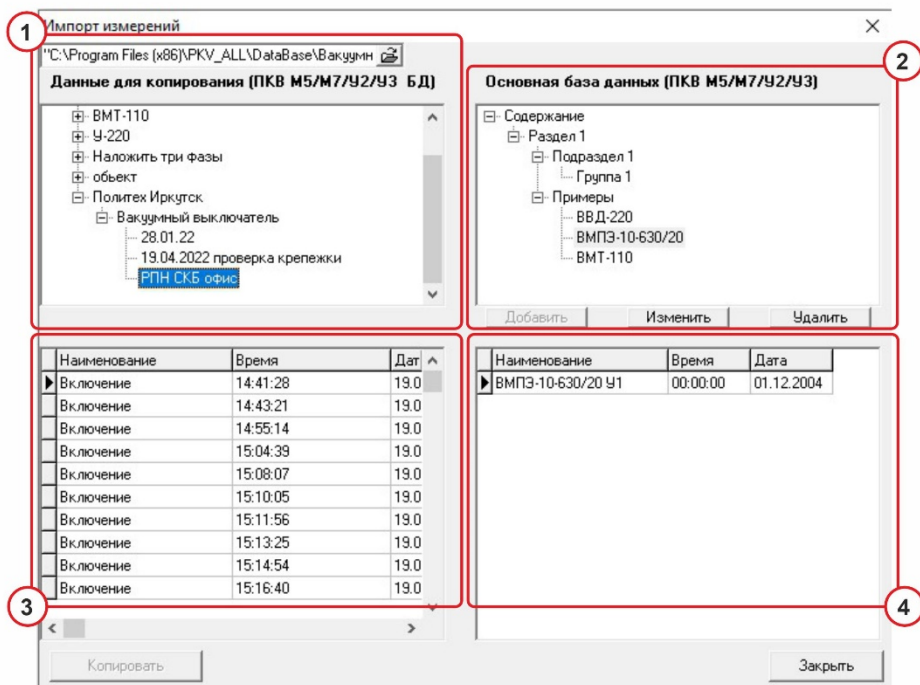 Импорт измерений
1
"C:\Program Files (x86)\PKV_ALL\DataBase\Вакуумн
Данные для копирования (ПКВ М5/М7/У2/У3 БД)
ВМТ-110
У-220
Наложить три фазы
обьект
Политех Иркутск
Вакуумный выключатель
28.01.22
19.04.2022 проверка крепежки
РПН СКБ офис
2
Основная база данных (ПКВ М5/М7/У2/У3)
Содержание
Раздел 1
Подраздел 1
Группа 1
Примеры
ВВД-220
ВМПЭ-10-630/20
ВМТ-110
Добавить Изменить Удалить
Наименование Время Дат
Включение 14:41:28 19.0
Включение 14:43:21 19.0
Включение 14:55:14 19.0
Включение 15:04:39 19.0
Включение 15:08:07 19.0
Включение 15:10:05 19.0
Включение 15:11:56 19.0
Включение 15:13:25 19.0
Включение 15:14:54 19.0
Включение 15:16:40 19.0
3
Наименование Время Дата
ВМПЭ-10-630/20 У1 00:00:00 01.12.2004
4
Копировать
Закрыть